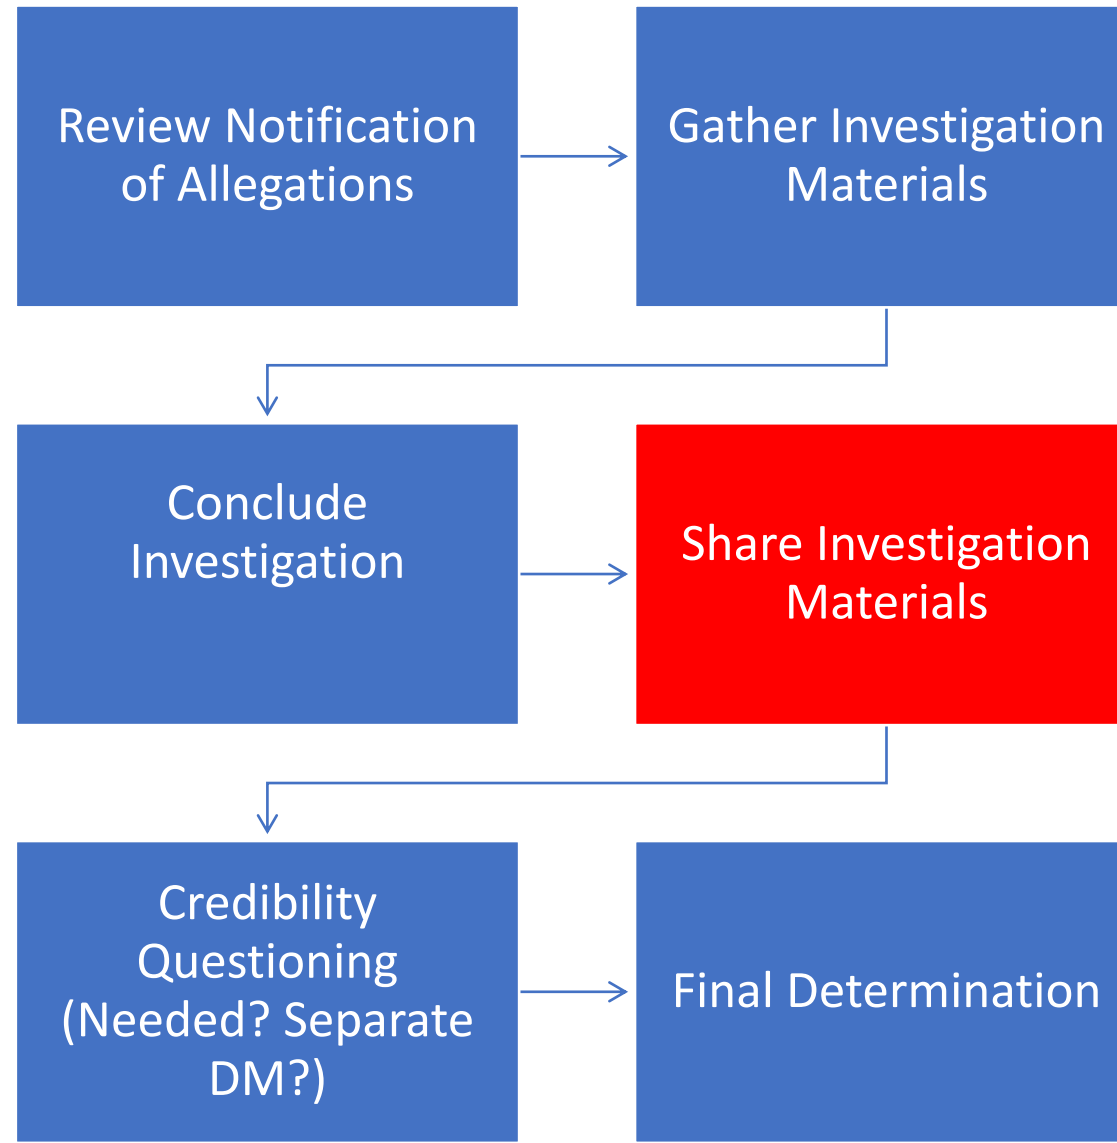 Review Notification
of Allegations
Gather Investigation
Materials
Conclude
Investigation
Share Investigation
Materials
Credibility
Questioning
(Needed? Separate
DM?)
Final Determination